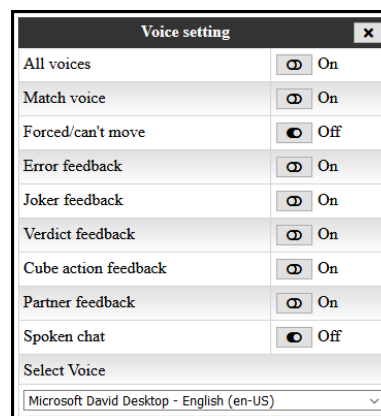 Voice setting ×
All voices On
Match voice On
Forced/can't move Off
Error feedback On
Joker feedback On
Verdict feedback On
Cube action feedback On
Partner feedback On
Spoken chat Off
Select Voice
Microsoft David Desktop - English (en-US)